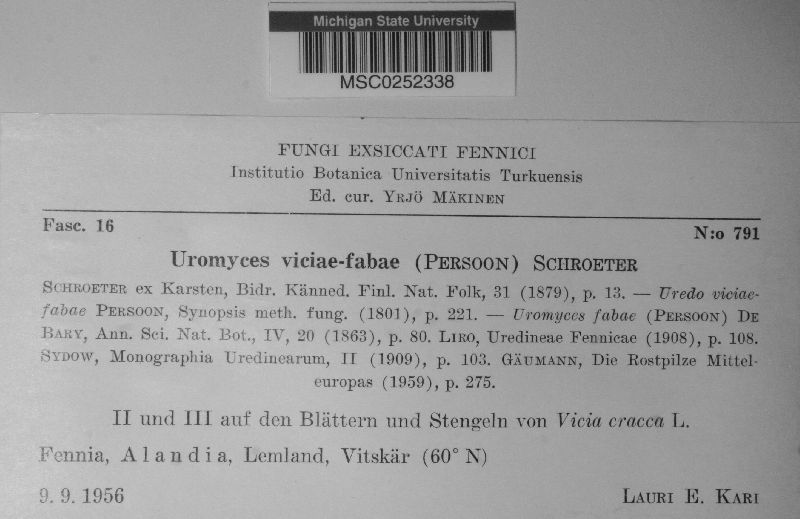 Michigan State University
MSC0252338
FUNGI EXSICCATI FENNICI
Institutio Botanica Universitatis Turkuensis
Ed. cur. YRJÖ MÄKINEN
Fasc. 16 N:o 791
Uromyces viciae-fabae (PERSOON) SCHROETER
SCHROETER ex Karsten, Bidr. Känned. Finl. Nat. Folk, 31 (1879), p. 13. — Uredo viciae-
fabae PERSOON, Synopsis meth. fung. (1801), p. 221. — Uromyces fabae (PERSOON) DE
BARY, Ann. Sci. Nat. Bot., IV, 20 (1863), p. 80. LIRO, Uredineae Fennicae (1908), p. 108.
SYDOW, Monographia Uredinearum, II (1909), p. 103. GÄUMANN, Die Rostpilze Mittel-
europas (1959), p. 275.
II und III auf den Blättern und Stengeln von Vicia cracca L.
Fennia, Alandia, Lemland, Vitskär (60° N)
9. 9. 1956 LAURI E. KARI